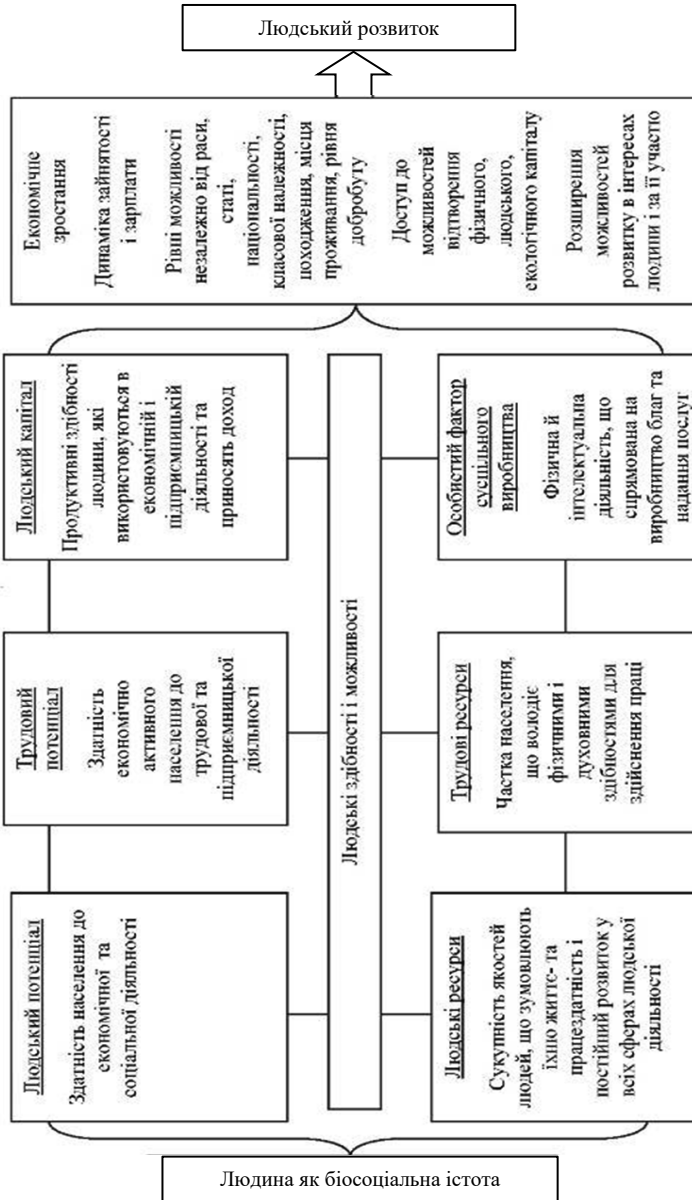 Людський розвиток
Економічне
зростання
Динаміка зайнятості
і зарплати
Рівні можливості
незалежно від раси,
статі,
національності,
класової належності,
походження, місця
проживання, рівня
добробуту
Доступ до
можливостей
відтворення
фізичного,
людського,
екологічного капіталу
Розширення
можливостей
розвитку в інтересах
людини і за її участю
Людський потенціал
Здатність населення до
економічної та
соціальної діяльності
Трудовий
потенціал
Здатність
економічно
активного
населення до
трудової та
підприємницької
діяльності
Людський капітал
Продуктивні здібності
людини, які
використовуються в
економічній і
підприємницькій
діяльності та
приносять доход
Людські здібності і можливості
Людські ресурси
Сукупність якостей
людей, що зумовлюють
їхню життє- та
працездатність і
постійний розвиток у
всіх сферах людської
діяльності
Трудові ресурси
Частка населення,
що володіє
фізичними і
духовними
здібностями для
здійснення праці
Особистий фактор
суспільного
виробництва
Фізична й
інтелектуальна
діяльність, що
спрямована на
виробництво благ та
надання послуг
Людина як біосоціальна істота